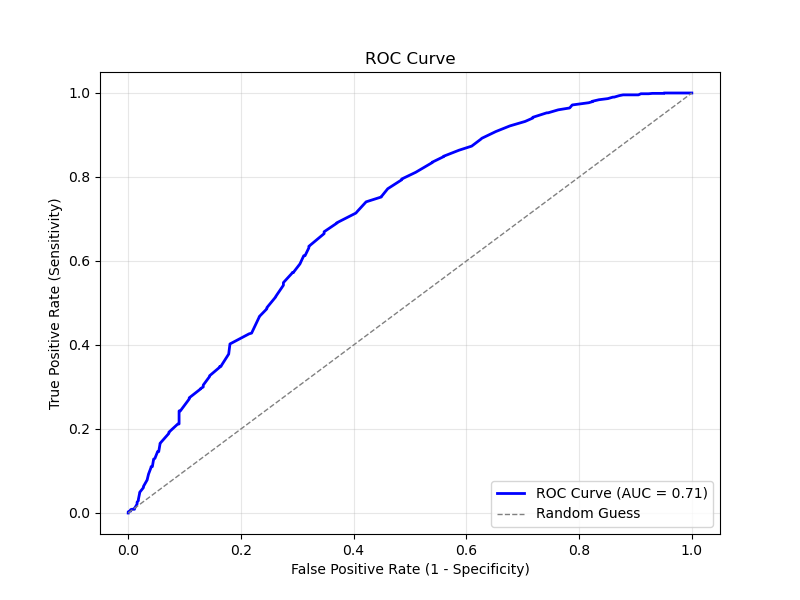 ROC Curve
True Positive Rate (Sensitivity)
1.0
0.8
0.6
0.4
0.2
0.0
0.0 0.2 0.4 0.6 0.8 1.0
False Positive Rate (1 - Specificity)
ROC Curve (AUC = 0.71)
Random Guess